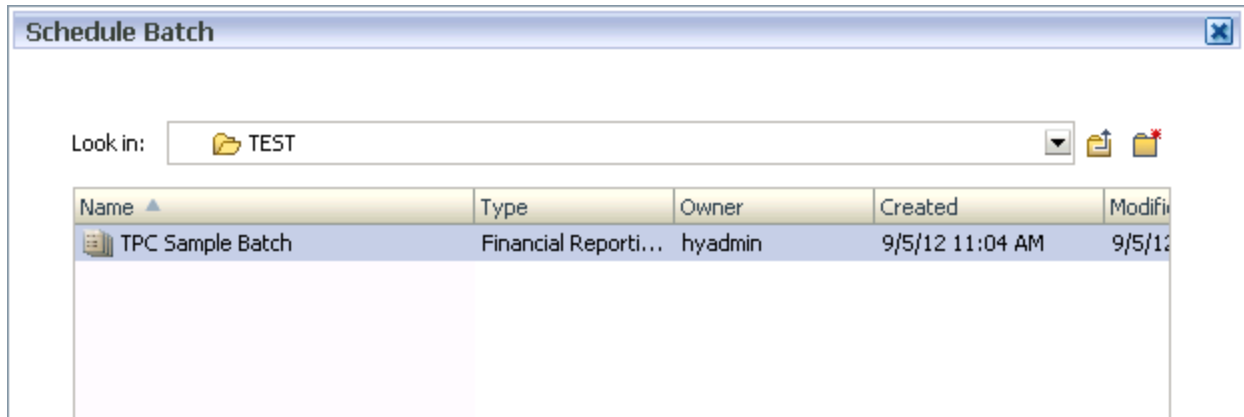 Schedule Batch
Look in: TEST
Name Type Owner Created Modifi
TPC Sample Batch Financial Reporti... hyadmin 9/5/12 11:04 AM 9/5/12